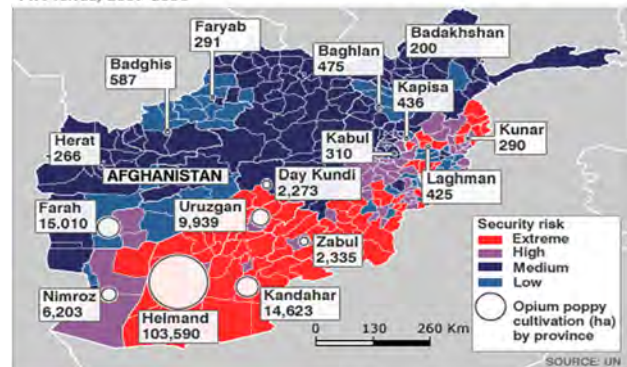 Faryab
291
Badakhshan
200
Baghlan
475
Badghis
587
Kapisa
436
Kunar
290
Kabul
310
Herat
266
AFGHANISTAN
Day Kundi
2,273
Laghman
425
Farah
15,010
Uruzgan
9,939
Zabul
2,335
Nimroz
6,203
Helmand
103,590
Kandahar
14,623
Security risk
Extreme
High
Medium
Low
Opium poppy
cultivation (ha)
by province
0 130 260 Km
SOURCE: UN